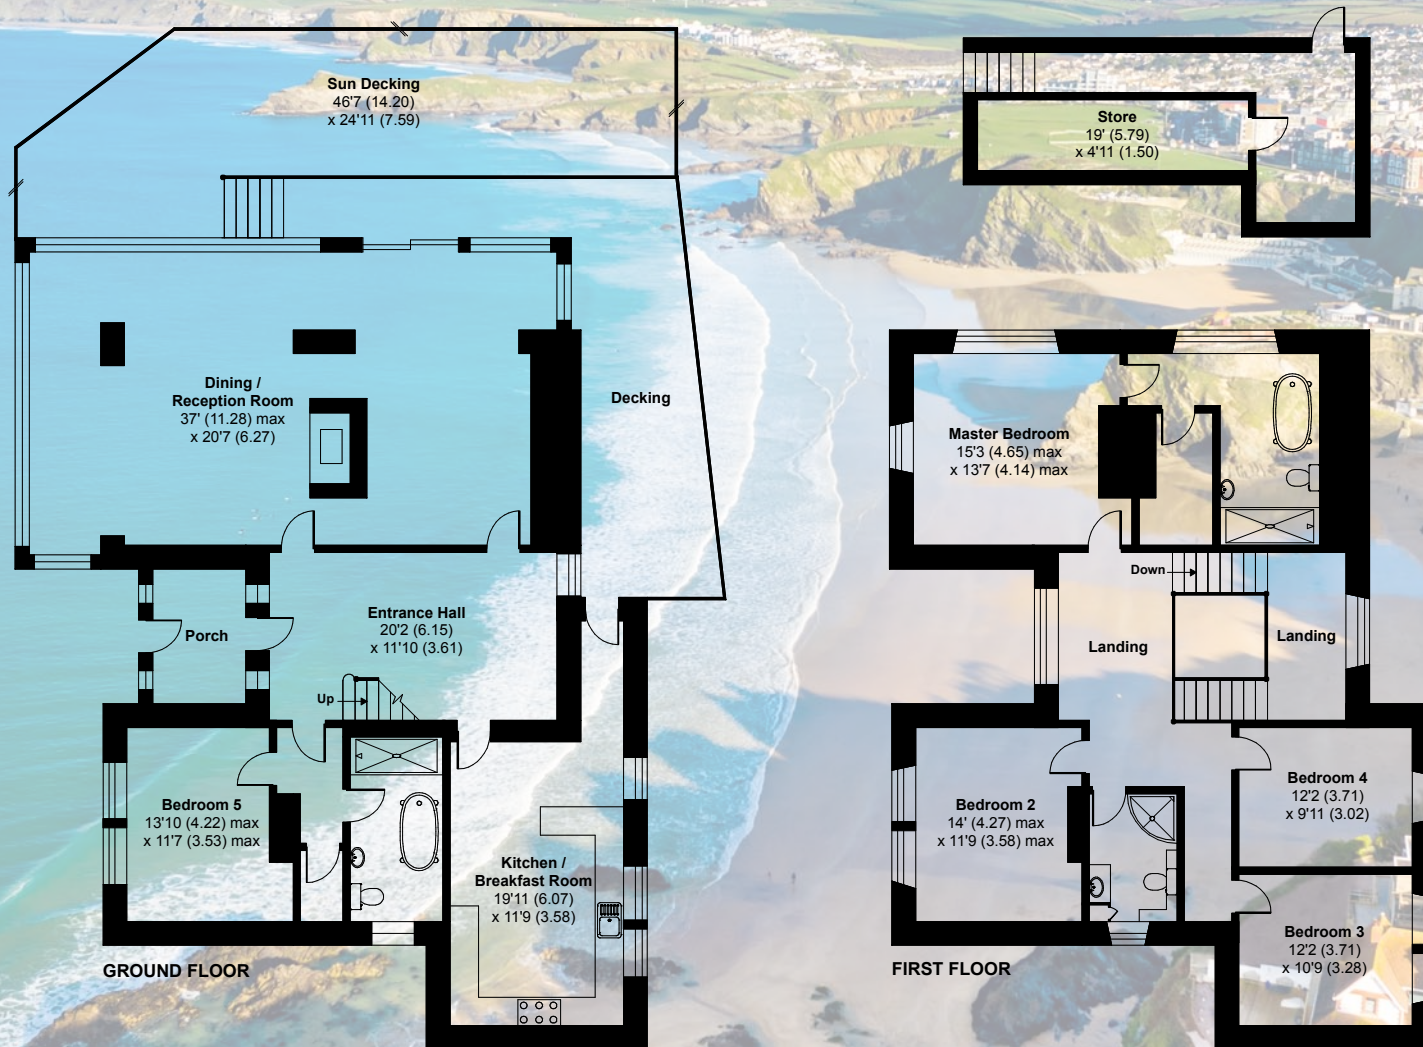 Sun Decking
46'7 (14.20)
x 24'11 (7.59)
Store
19' (5.79)
x 4'11 (1.50)
Dining /
Reception Room
37' (11.28) max
x 20'7 (6.27)
Decking
Master Bedroom
15'3 (4.65) max
x 13'7 (4.14) max
Down
Entrance Hall
20'2 (6.15)
x 11'10 (3.61)
Porch
Up
Landing
Landing
Bedroom 5
13'10 (4.22) max
x 11'7 (3.53) max
Kitchen /
Breakfast Room
19'11 (6.07)
x 11'9 (3.58)
Bedroom 2
14' (4.27) max
x 11'9 (3.58) max
Bedroom 4
12'2 (3.71)
x 9'11 (3.02)
Bedroom 3
12'2 (3.71)
x 10'9 (3.28)
GROUND FLOOR
FIRST FLOOR